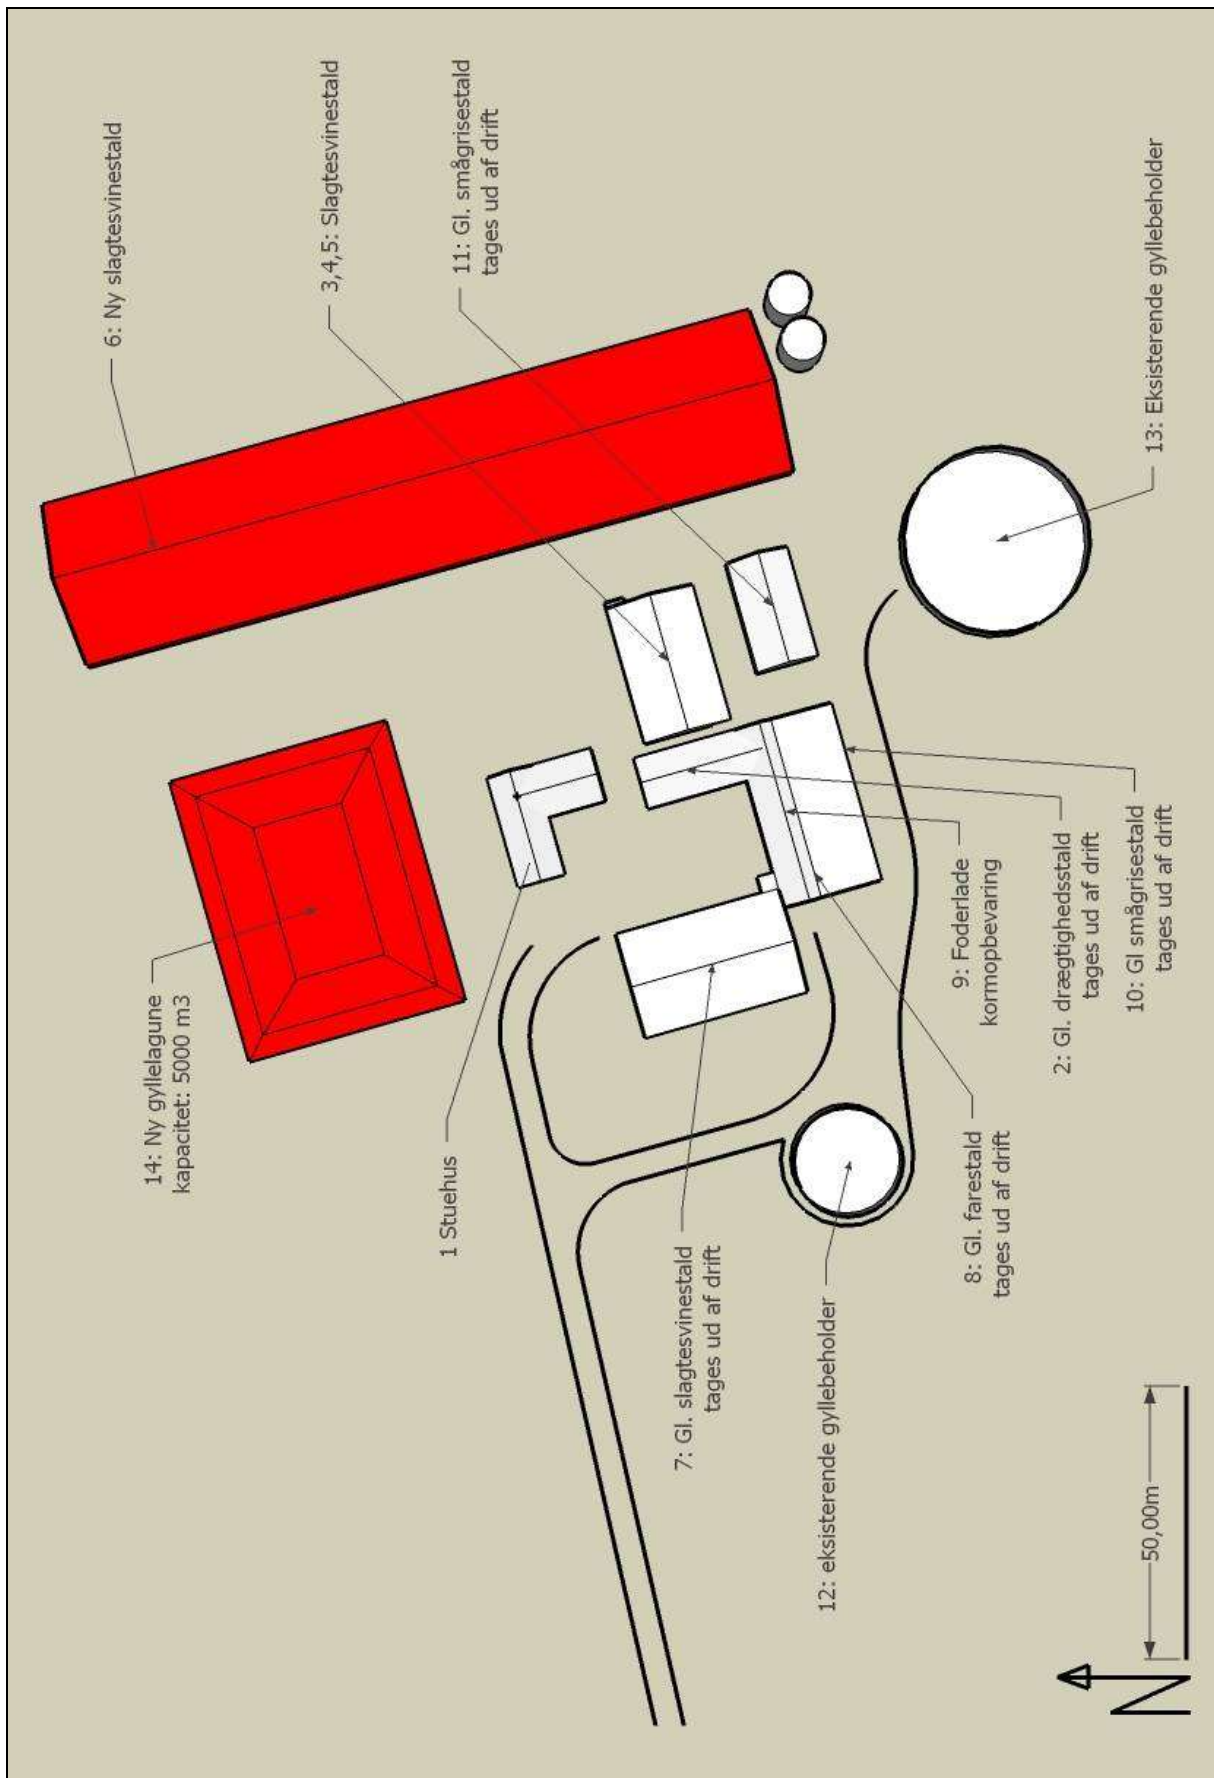 6: Ny slagtesvinestald
3,4,5: Slagtesvinestald
11: Gl. smågrisestald
tages ud af drift
13: Eksisterende gyllebeholder
14: Ny gyllelagune
kapacitet: 5000 m3
1 Stuehus
9: Foderlade
kornopbevaring
2: Gl. drægtighedsstald
tages ud af drift
10: Gl smågrisestald
tages ud af drift
7: Gl. slagtesvinestald
tages ud af drift
8: Gl. farestald
tages ud af drift
12: eksisterende gyllebeholder
50,00m
N